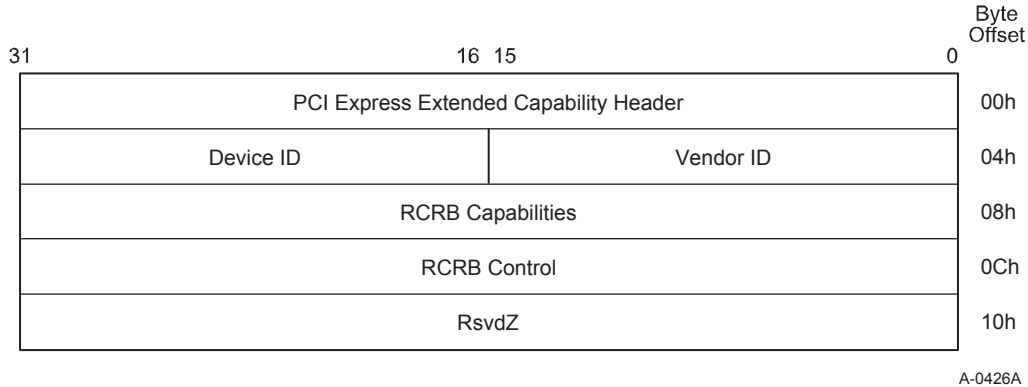 Byte
Offset
31 16 15 0
PCI Express Extended Capability Header 00h
Device ID Vendor ID 04h
RCRB Capabilities 08h
RCRB Control 0Ch
RsvdZ 10h
A-0426A